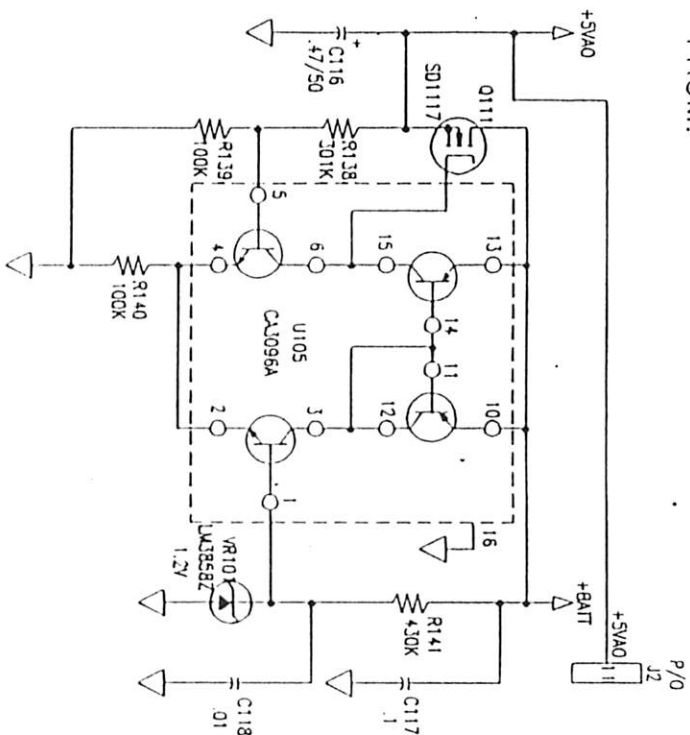 +5VAO
C116
.47/50
SD1117
Q111
R138
301K
R139
100K
5
4
6
15
13
R140
100K
U105
CA3096A
14
11
2
3
12
10
1
16
VR101
LM385BZ
1.2V
R141
430K
+BATT
+5VAO
11
J2
P/O
C117
.1
C118
.01